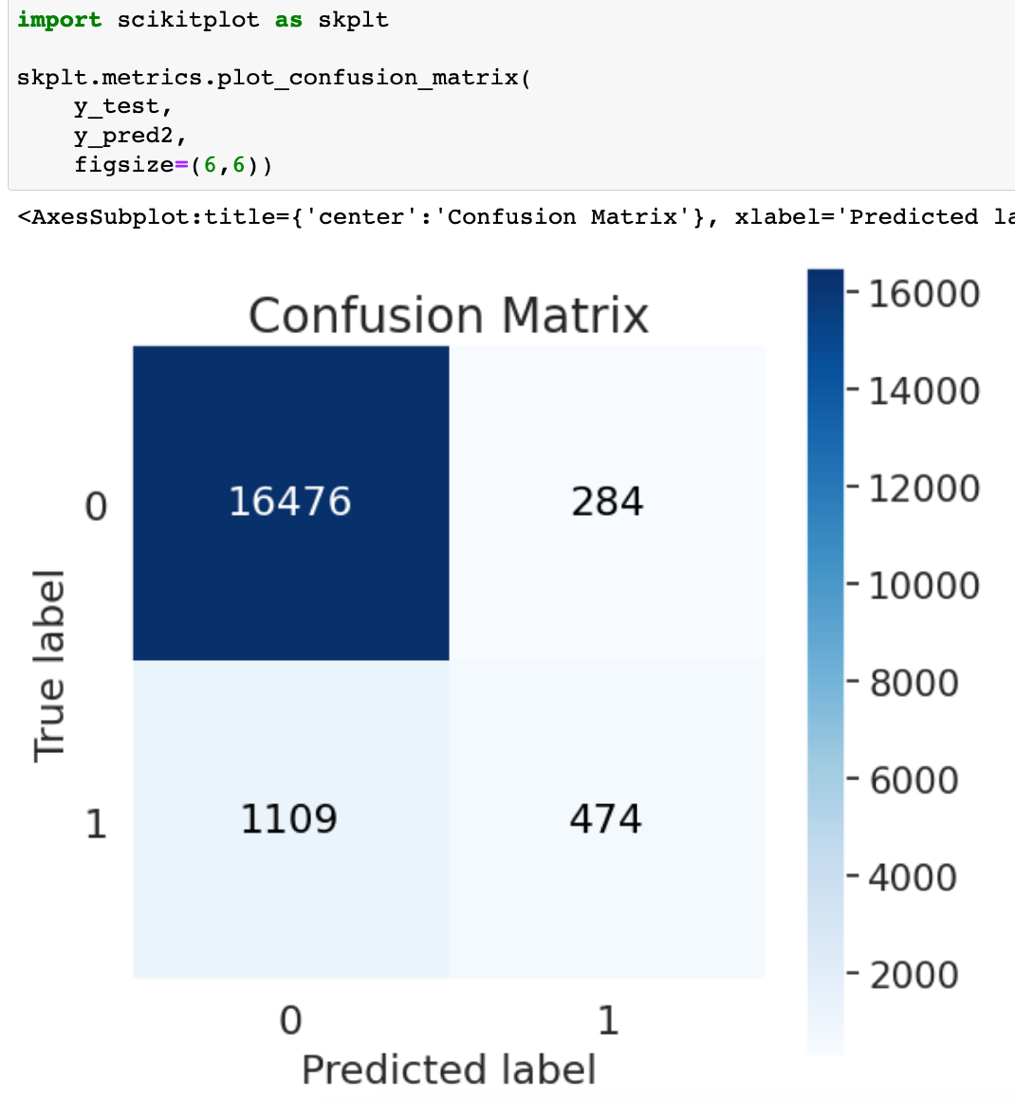 import scikitplot as skplt
skplt.metrics.plot_confusion_matrix(
y_test,
y_pred2,
figsize=(6,6))
<AxesSubplot:title={'center':'Confusion Matrix'}, xlabel='Predicted la
Confusion Matrix
16000
14000
12000
10000
8000
6000
4000
2000
True label
0
16476
284
1
1109
474
0
1
Predicted label